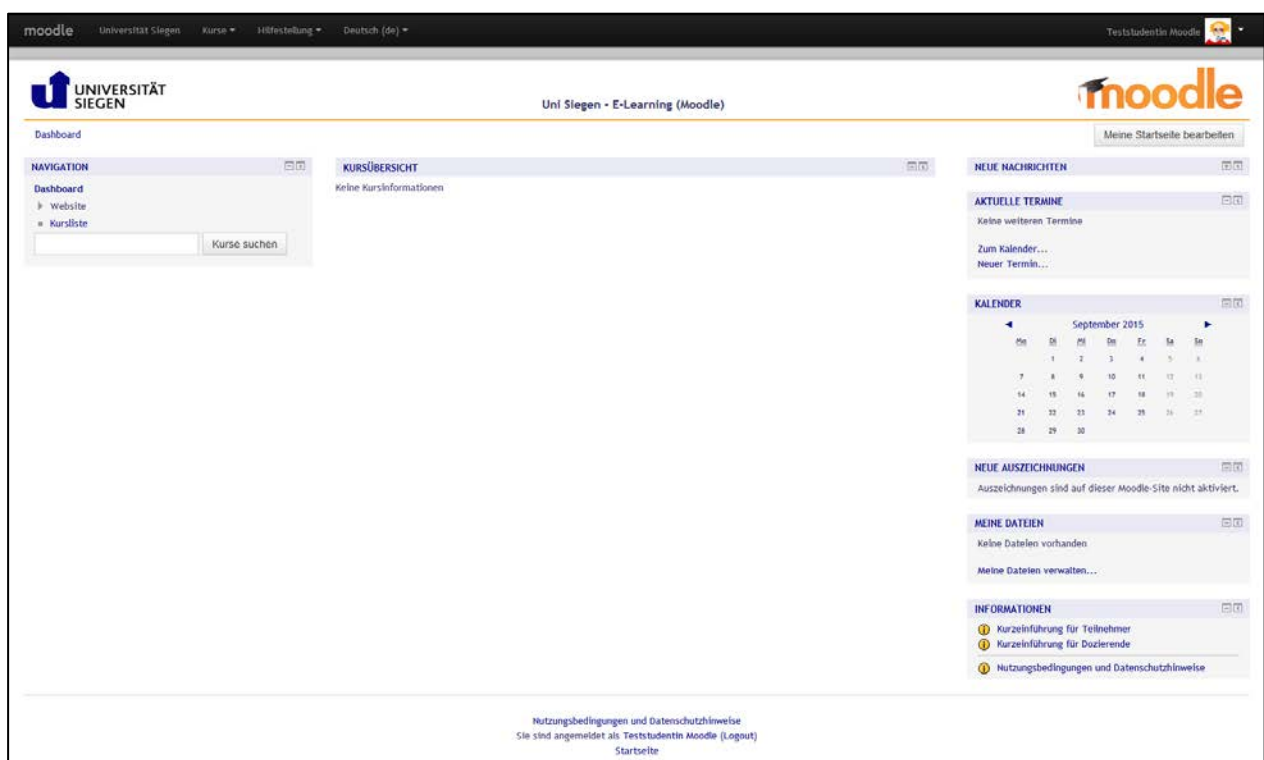 moodle Universität Siegen Kurse Hilfestellung Deutsch (de) Teststudentin Moodle
UNIVERSITÄT
SIEGEN
Uni Siegen - E-Learning (Moodle)
moodle
Dashboard
Meine Startseite bearbeiten
NAVIGATION
Dashboard
Website
Kursliste
Kurse suchen
KURSÜBERSICHT
Keine Kursinformationen
NEUE NACHRICHTEN
AKTUELLE TERMINE
Keine weiteren Termine
Zum Kalender...
Neuer Termin...
KALENDER
September 2015
Mo Di Mi Do Fr Sa So
1 2 3 4 5 6
7 8 9 10 11 12 13
14 15 16 17 18 19 20
21 22 23 24 25 26 27
28 29 30
NEUE AUSZEICHNUNGEN
Auszeichnungen sind auf dieser Moodle-Site nicht aktiviert.
MEINE DATEIEN
Keine Dateien vorhanden
Meine Dateien verwalten...
INFORMATIONEN
Kurzeinführung für Teilnehmer
Kurzeinführung für Dozierende
Nutzungsbedingungen und Datenschutzhinweise
Nutzungsbedingungen und Datenschutzhinweise
Sie sind angemeldet als Teststudentin Moodle (Logout)
Startseite